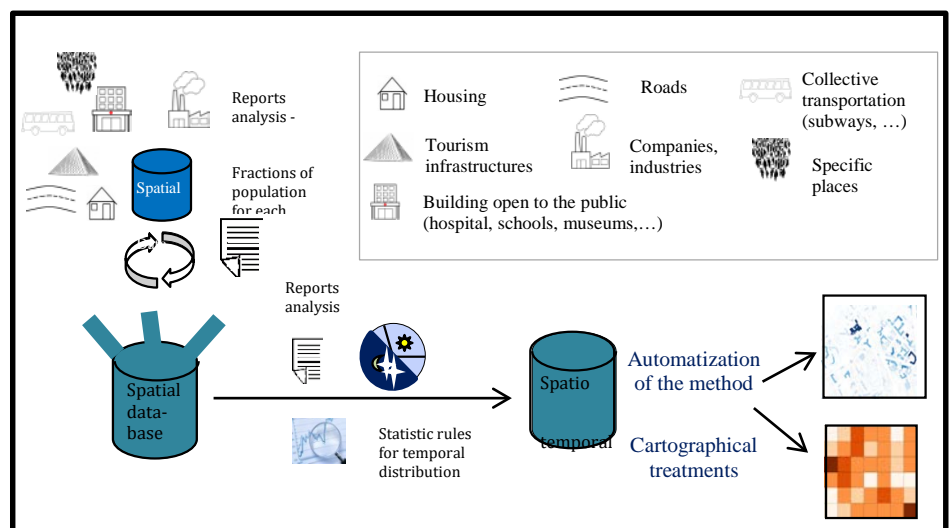 Reports
analysis -
Spatial
Fractions of
population
for each
Housing
Roads
Collective
transportation
(subways, …)
Tourism
infrastructures
Companies,
industries
Specific
places
Building open to the public
(hospital, schools, museums,…)
Reports
analysis
Spatial
data-
base
Statistic rules
for temporal
distribution
Spatio
temporal
Automatization
of the method
Cartographical
treatments